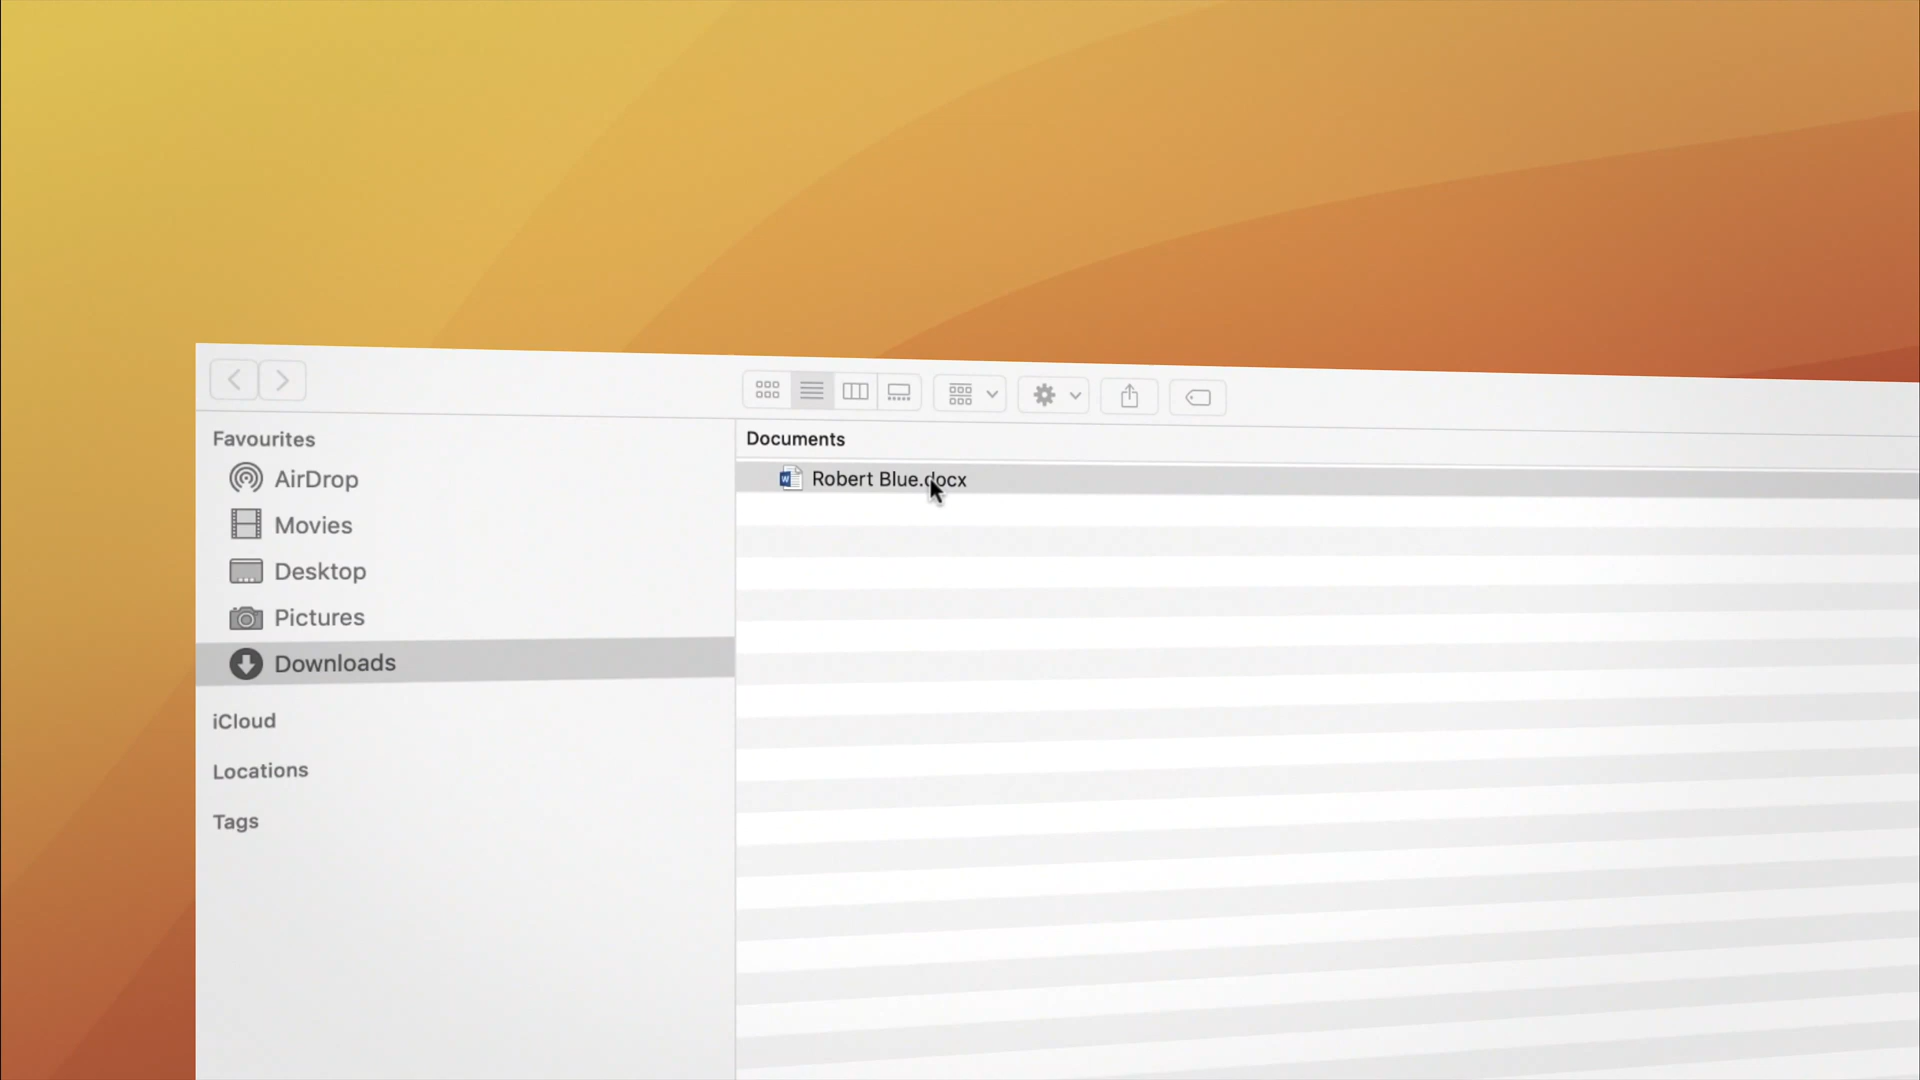 Favourites
AirDrop
Movies
Desktop
Pictures
Downloads
iCloud
Locations
Tags
Documents
Robert Blue.docx